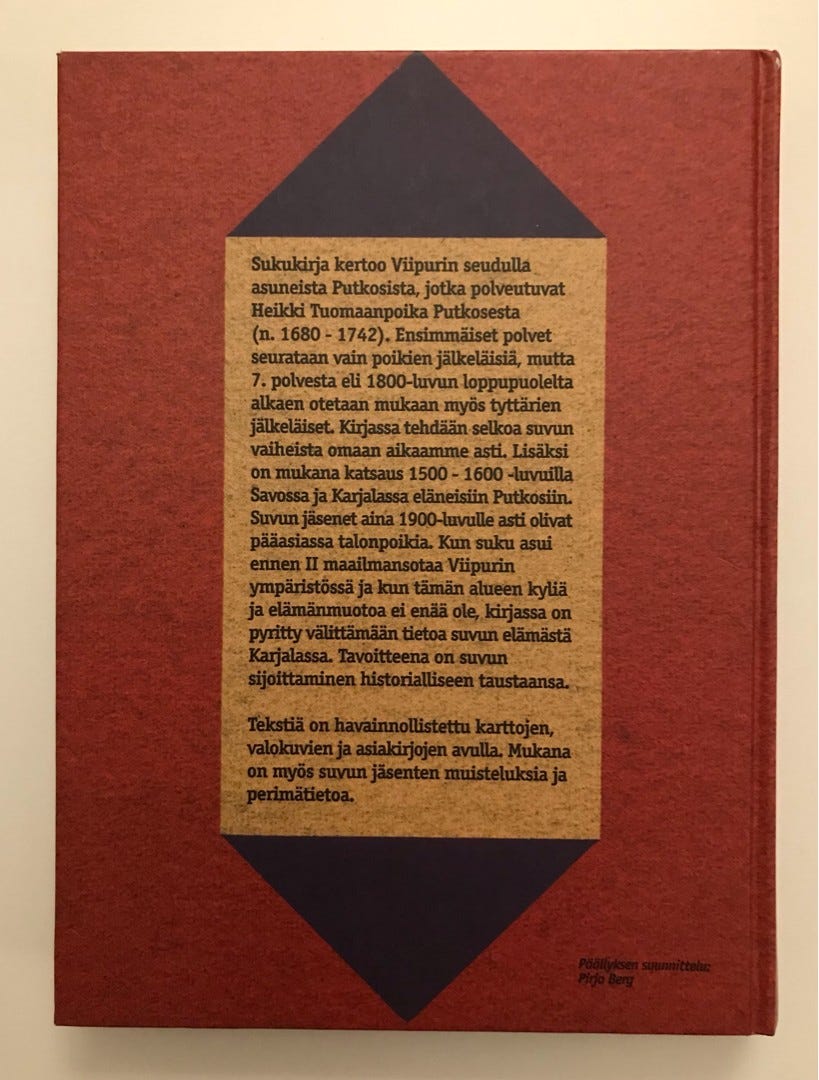 Sukukirja kertoo Viipurin seudulla
asuneista Putkosista, jotka polveutuvat
Heikki Tuomaanpoika Putkosesta
(n. 1680 - 1742). Ensimmäiset polvet
seurataan vain poikien jälkeläisiä, mutta
7. polvesta eli 1800-luvun loppupuolelta
alkaen otetaan mukaan myös tyttärien
jälkeläiset. Kirjassa tehdään selkoa suvun
vaiheista omaan aikaamme asti. Lisäksi
on mukana katsaus 1500 - 1600 -luvuilla
Savossa ja Karjalassa eläneisiin Putkosiin.
Suvun jäsenet aina 1900-luvulle asti olivat
pääasiassa talonpoikia. Kun suku asui
ennen II maailmansotaa Viipurin
ympäristössä ja kun tämän alueen kyliä
ja elämänmuotoa ei enää ole, kirjassa on
pyritty välittämään tietoa suvun elämästä
Karjalassa. Tavoitteena on suvun
sijoittaminen historialliseen taustaansa.
Tekstiä on havainnollistettu karttojen,
valokuvien ja asiakirjojen avulla. Mukana
on myös suvun jäsenten muisteluksia ja
perimätietoa.
Päällyksen suunnittelu:
Pirjo Berg